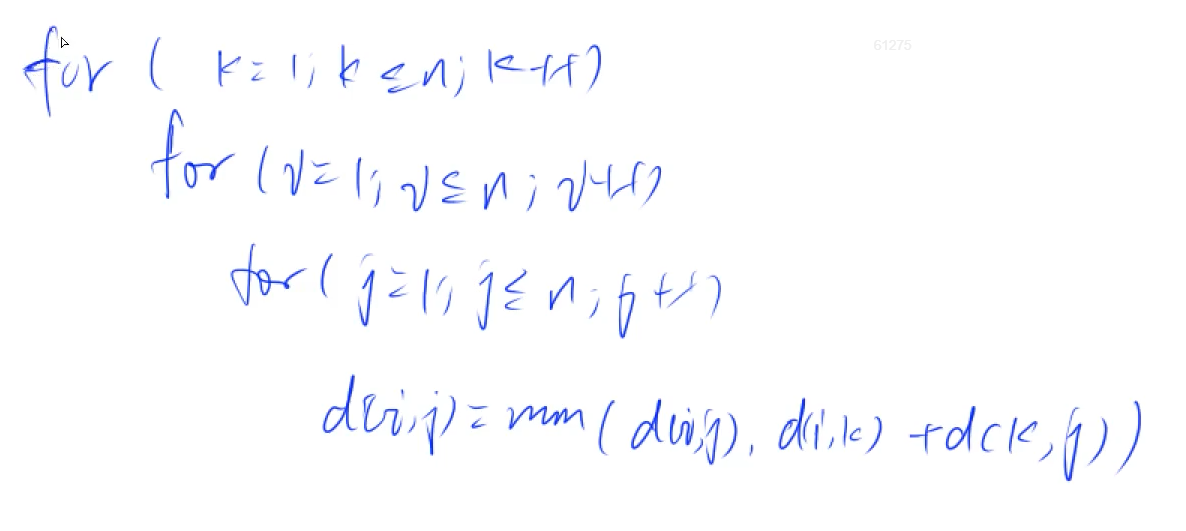 for ( k=1; k≤n; k++)
61275
for (i=1; i≤n; i++)
for ( j=1; j≤n; j++)
d(i,j)=min( d(i,j), d(i,k) +d(k,j))